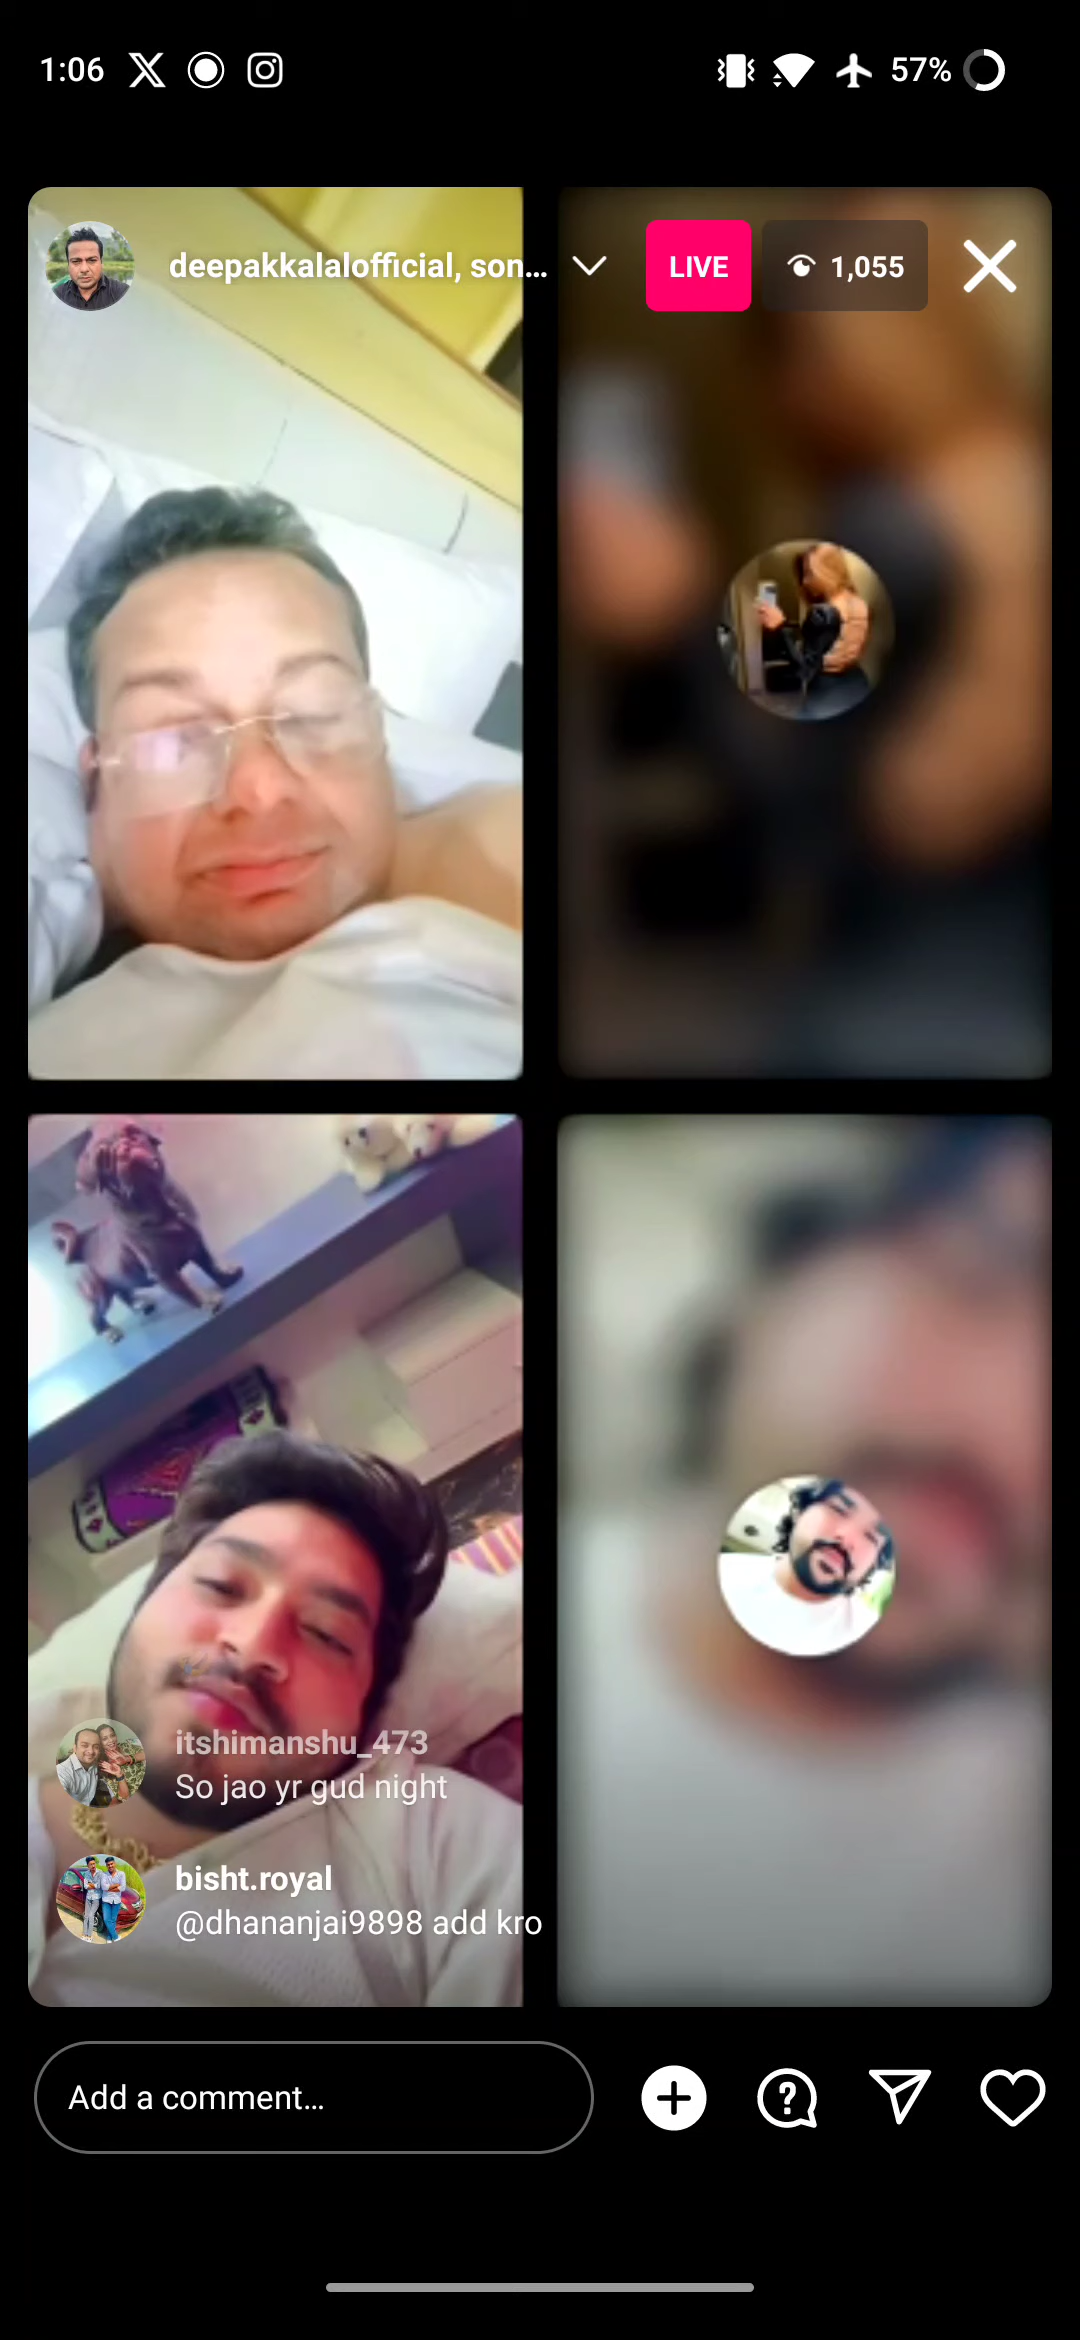 1:06
57%
deepakkalalofficial, son...
LIVE
1,055
itshimanshu_473
So jao yr gud night
bisht.royal
@dhananjai9898 add kro
Add a comment...